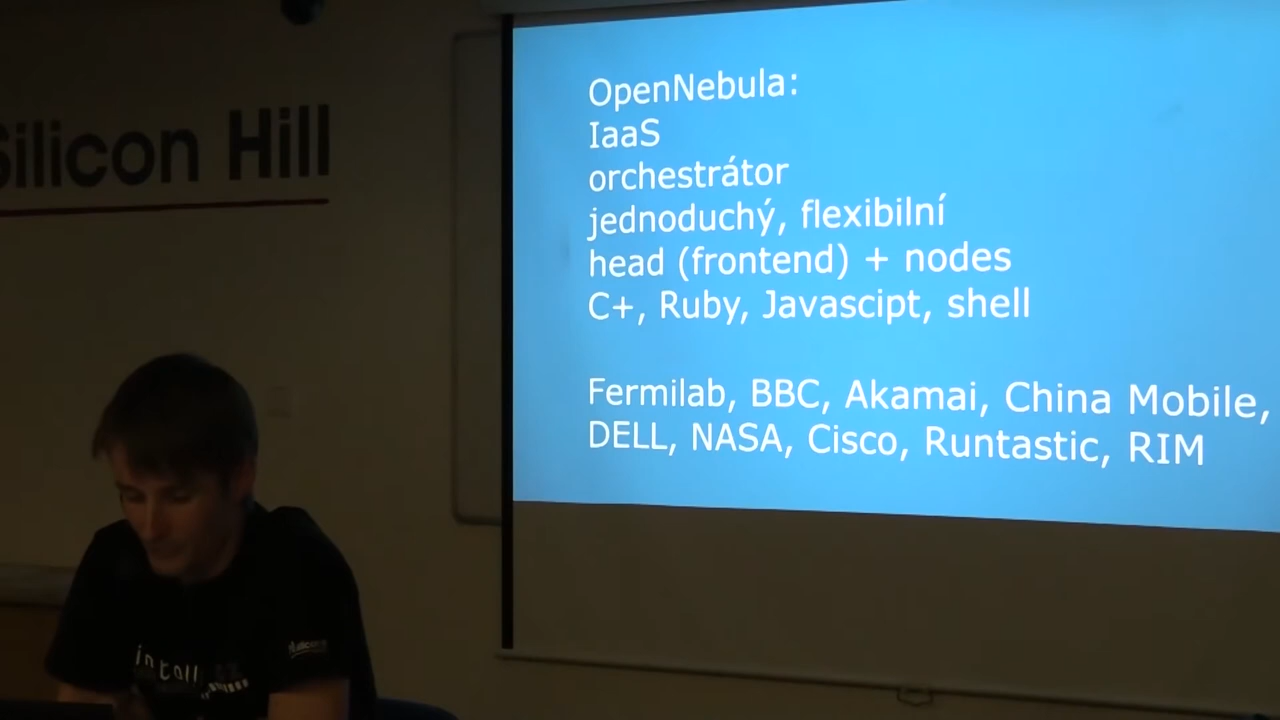 Silicon Hill
OpenNebula:
IaaS
orchestrátor
jednoduchý, flexibilní
head (frontend) + nodes
C+, Ruby, Javascipt, shell
Fermilab, BBC, Akamai, China Mobile,
DELL, NASA, Cisco, Runtastic, RIM